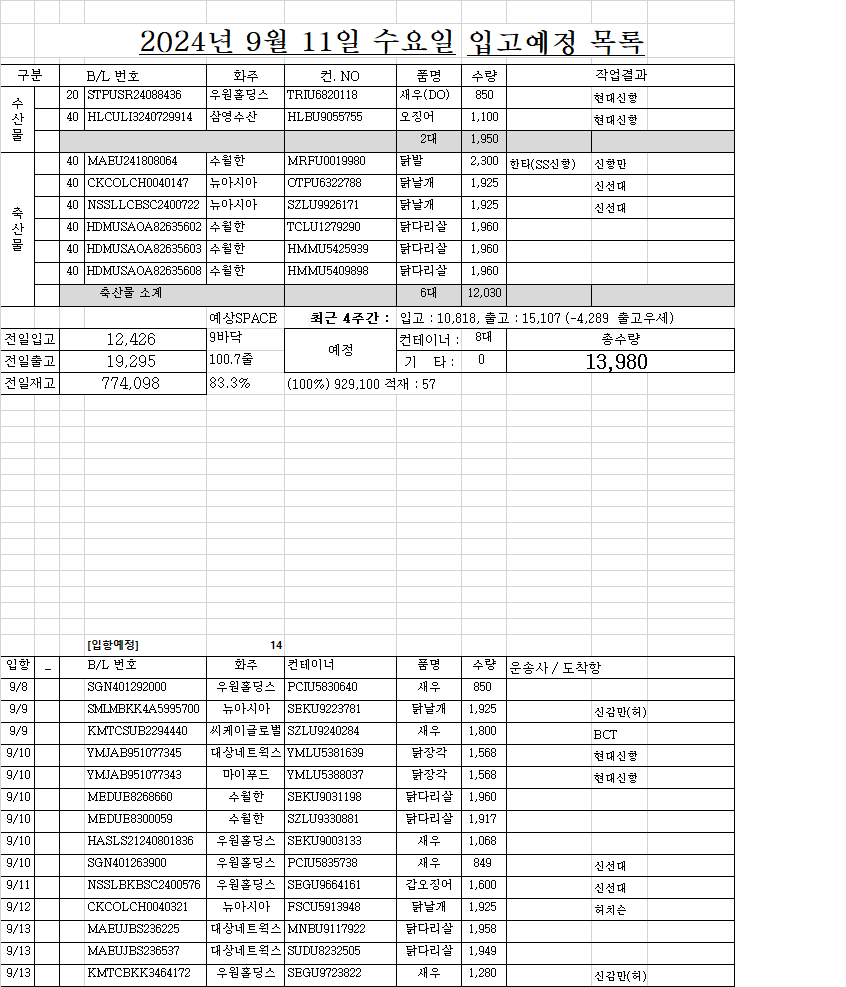 2024년 9월 11일 수요일 입고예정 목록
구분 B/L 번호 화주 컨. NO 품명 수량 작업결과
수산물
20 STPUSR24088436 우원홀딩스 TRIU6820118 새우(DO) 850 현대신항
40 HLCULI3240729914 삼영수산 HLBU9055755 오징어 1,100 현대신항
2대 1,950
축산물
40 MAEU241808064 수월한 MRFU0019980 닭발 2,300 한타(SS신항) 신항만
40 CKCOLCH0040147 뉴아시아 OTPU6322788 닭날개 1,925 신선대
40 NSSLLCBSC2400722 뉴아시아 SZLU9926171 닭날개 1,925 신선대
40 HDMUSAOA82635602 수월한 TCLU1279290 닭다리살 1,960
40 HDMUSAOA82635603 수월한 HMMU5425939 닭다리살 1,960
40 HDMUSAOA82635608 수월한 HMMU5409898 닭다리살 1,960
축산물 소계 6대 12,030
예상SPACE 최근 4주간 : 입고 : 10,818, 출고 : 15,107 (-4,289 출고우세)
전일입고 12,426 9바닥 예정 컨테이너 : 8대 총수량
전일출고 19,295 100.7줄 기 타 : 0 13,980
전일재고 774,098 83.3% (100%) 929,100 적재 : 57
[입항예정] 14
입항 _ B/L 번호 화주 컨테이너 품명 수량 운송사 / 도착항
9/8 SGN401292000 우원홀딩스 PCIU5830640 새우 850
9/9 SMLMBKK4A5995700 뉴아시아 SEKU9223781 닭날개 1,925 신감만(허)
9/9 KMTCSUB2294440 씨케이글로벌 SZLU9240284 새우 1,800 BCT
9/10 YMJAB951077345 대상네트웍스 YMLU5381639 닭장각 1,568 현대신항
9/10 YMJAB951077343 마이푸드 YMLU5388037 닭장각 1,568 현대신항
9/10 MEDUE8268660 수월한 SEKU9031198 닭다리살 1,960
9/10 MEDUE8300059 수월한 SZLU9330881 닭다리살 1,917
9/10 HASLS21240801836 우원홀딩스 SEKU9003133 새우 1,068
9/10 SGN401263900 우원홀딩스 PCIU5835738 새우 849 신선대
9/11 NSSLBKBSC2400576 우원홀딩스 SEGU9664161 갑오징어 1,600 신선대
9/12 CKCOLCH0040321 뉴아시아 FSCU5913948 닭날개 1,925 허치슨
9/13 MAEUJBS236225 대상네트웍스 MNBU9117922 닭다리살 1,958
9/13 MAEUJBS236537 대상네트웍스 SUDU8232505 닭다리살 1,949
9/13 KMTCBKK3464172 우원홀딩스 SEGU9723822 새우 1,280 신감만(허)